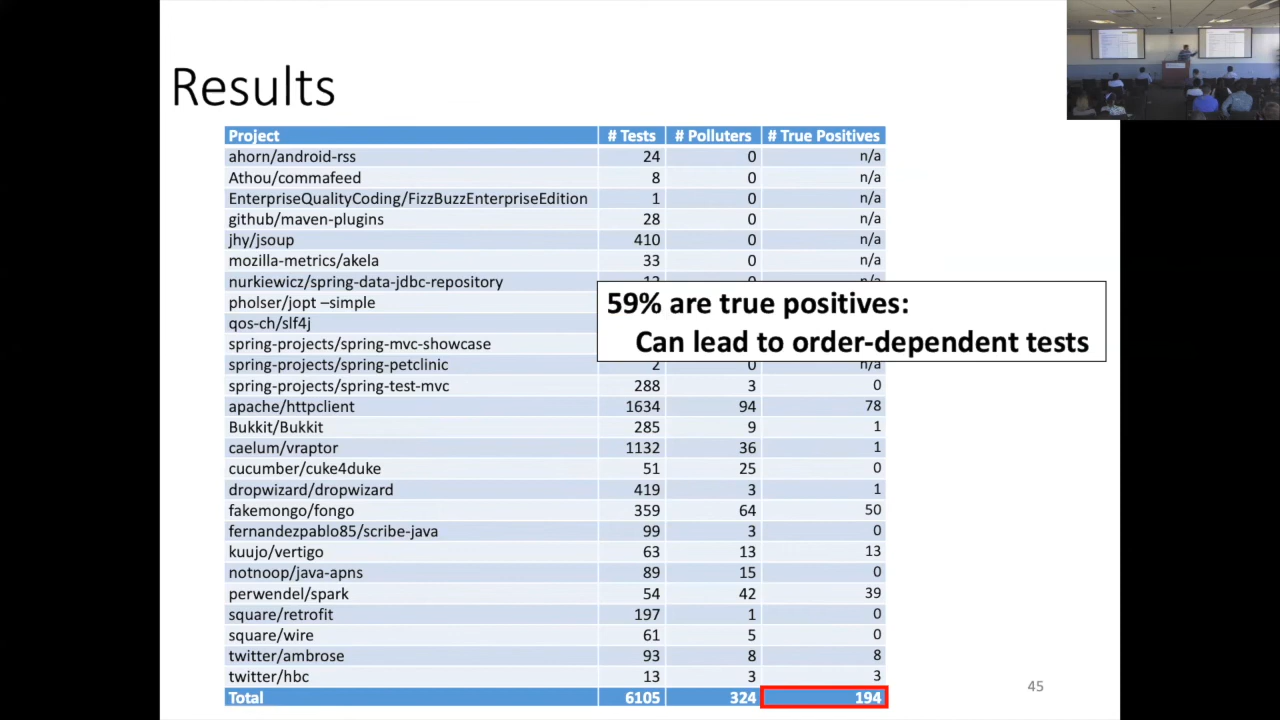 Results
Project # Tests # Polluters # True Positives
ahorn/android-rss 24 0 n/a
Athou/commafeed 8 0 n/a
EnterpriseQualityCoding/FizzBuzzEnterpriseEdition 1 0 n/a
github/maven-plugins 28 0 n/a
jhy/jsoup 410 0 n/a
mozilla-metrics/akela 33 0 n/a
nurkiewicz/spring-data-jdbc-repository
pholser/jopt –simple
qos-ch/slf4j
spring-projects/spring-mvc-showcase
59% are true positives:
Can lead to order-dependent tests
spring-projects/spring-petclinic 2 0 n/a
spring-projects/spring-test-mvc 288 3 0
apache/httpclient 1634 94 78
Bukkit/Bukkit 285 9 1
caelum/vraptor 1132 36 1
cucumber/cuke4duke 51 25 0
dropwizard/dropwizard 419 3 1
fakemongo/fongo 359 64 50
fernandezpablo85/scribe-java 99 3 0
kuujo/vertigo 63 13 13
notnoop/java-apns 89 15 0
perwendel/spark 54 42 39
square/retrofit 197 1 0
square/wire 61 5 0
twitter/ambrose 93 8 8
twitter/hbc 13 3 3
Total 6105 324 194
45